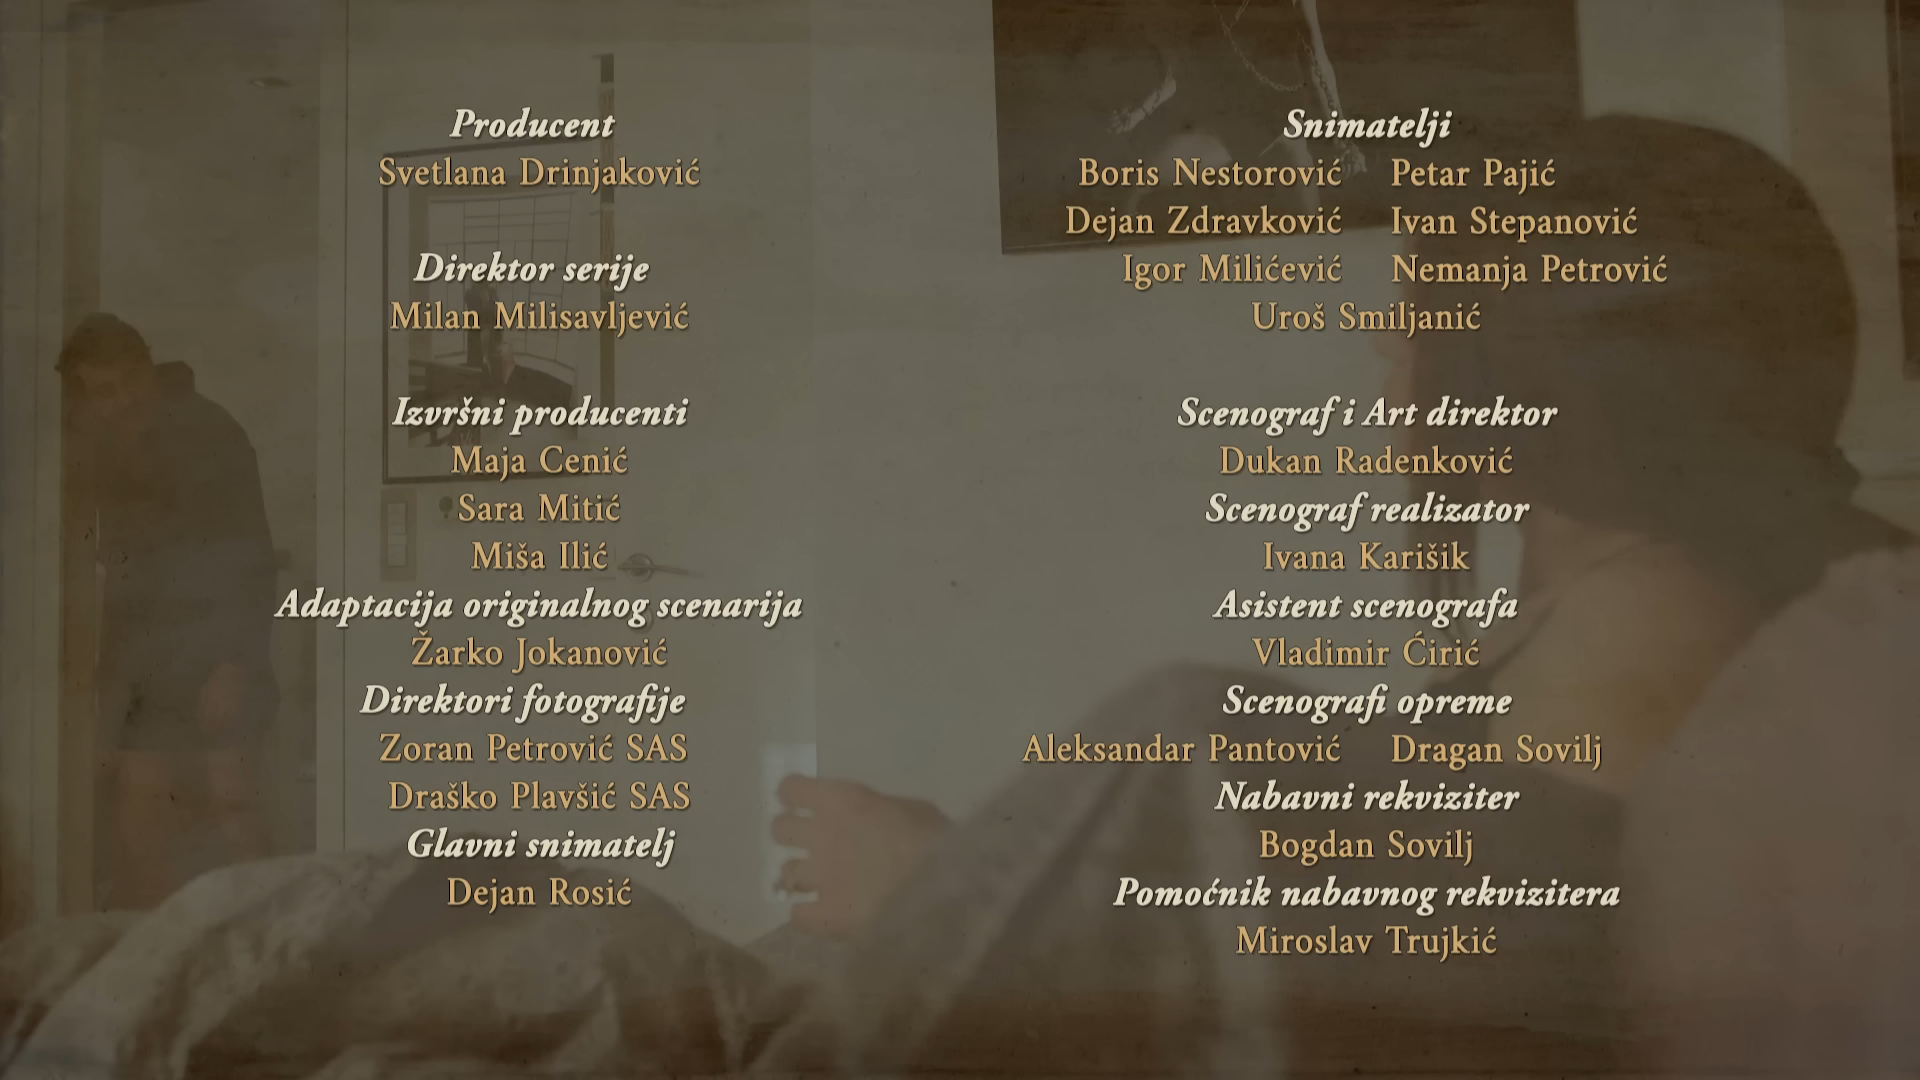 Producent
Svetlana Drinjaković
Direktor serije
Milan Milisavljević
Izvršni producenti
Maja Cenić
Sara Mitić
Miša Ilić
Adaptacija originalnog scenarija
Žarko Jokanović
Direktori fotografije
Zoran Petrović SAS
Draško Plavšić SAS
Glavni snimatelj
Dejan Rosić
Snimatelji
Boris Nestorović Petar Pajić
Dejan Zdravković Ivan Stepanović
Igor Milićević Nemanja Petrović
Uroš Smiljanić
Scenograf i Art direktor
Dukan Radenković
Scenograf realizator
Ivana Karišik
Asistent scenografa
Vladimir Ćirić
Scenografi opreme
Aleksandar Pantović Dragan Sovilj
Nabavni rekviziter
Bogdan Sovilj
Pomoćnik nabavnog rekvizitera
Miroslav Trujkić